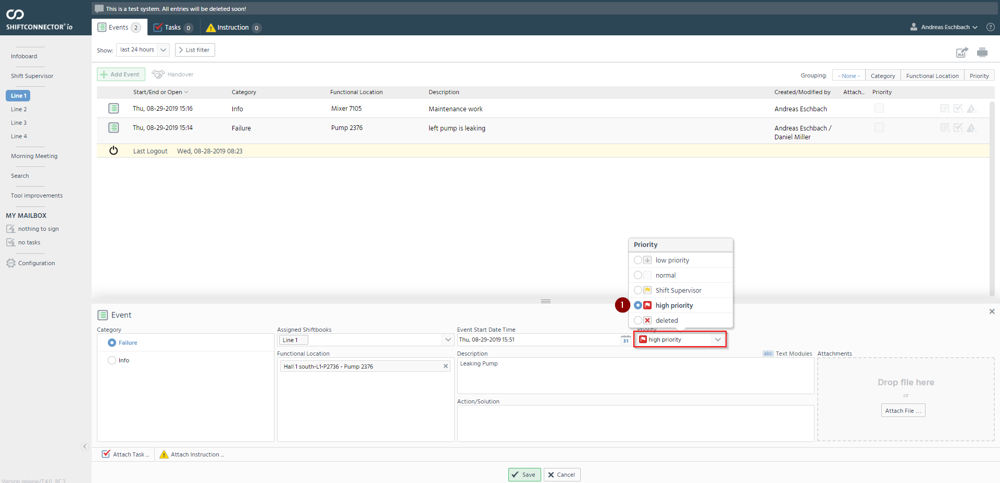 This is a test system. All entries will be deleted soon!
SHIFTCONNECTOR® io
Events 2
Tasks 0
Instruction 0
Andreas Eschbach
?
Infoboard
Shift Supervisor
Line 1
Line 2
Line 3
Line 4
Morning Meeting
Search
Tool improvements
MY MAILBOX
nothing to sign
no tasks
Configuration
Version release/7.4.0_RC3
Show: last 24 hours List filter
XLS
Add Event Handover
Grouping: - None - Category Functional Location Priority
Start/End or Open Category Functional Location Description Created/Modified by Attach... Priority
Thu, 08-29-2019 15:16 Info Mixer 7105 Maintenance work Andreas Eschbach
Thu, 08-29-2019 15:14 Failure Pump 2376 left pump is leaking Andreas Eschbach /
Daniel Miller
Last Logout Wed, 08-28-2019 08:23
Priority
low priority
normal
Shift Supervisor
1 high priority
deleted
Event
Category
Failure
Info
Assigned Shiftbooks
Line 1
Functional Location
Hall 1 south-L1-P2736 - Pump 2376
Event Start Date Time
Thu, 08-29-2019 15:51
31
Priority
high priority
Description
abc Text Modules
Leaking Pump
Action/Solution
Attachments
Drop file here
or
Attach File ...
Attach Task ...
Attach Instruction ...
Save
Cancel